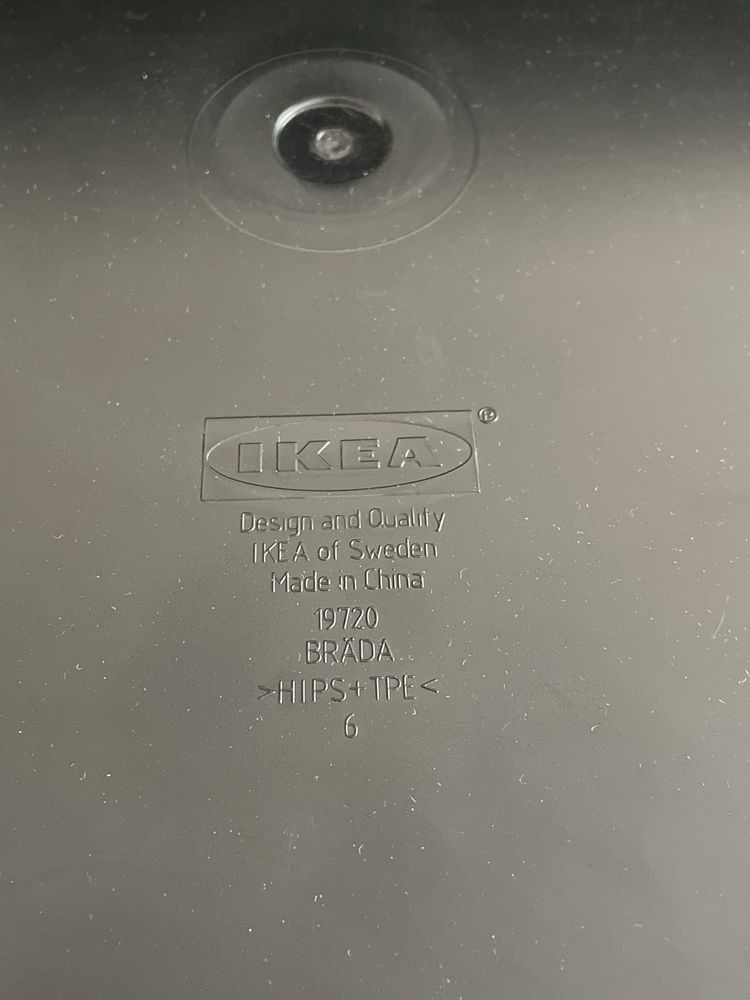 IKEA®
Design and Quality
IKEA of Sweden
Made in China
19720
BRÄDA
>HIPS+TPE<
6